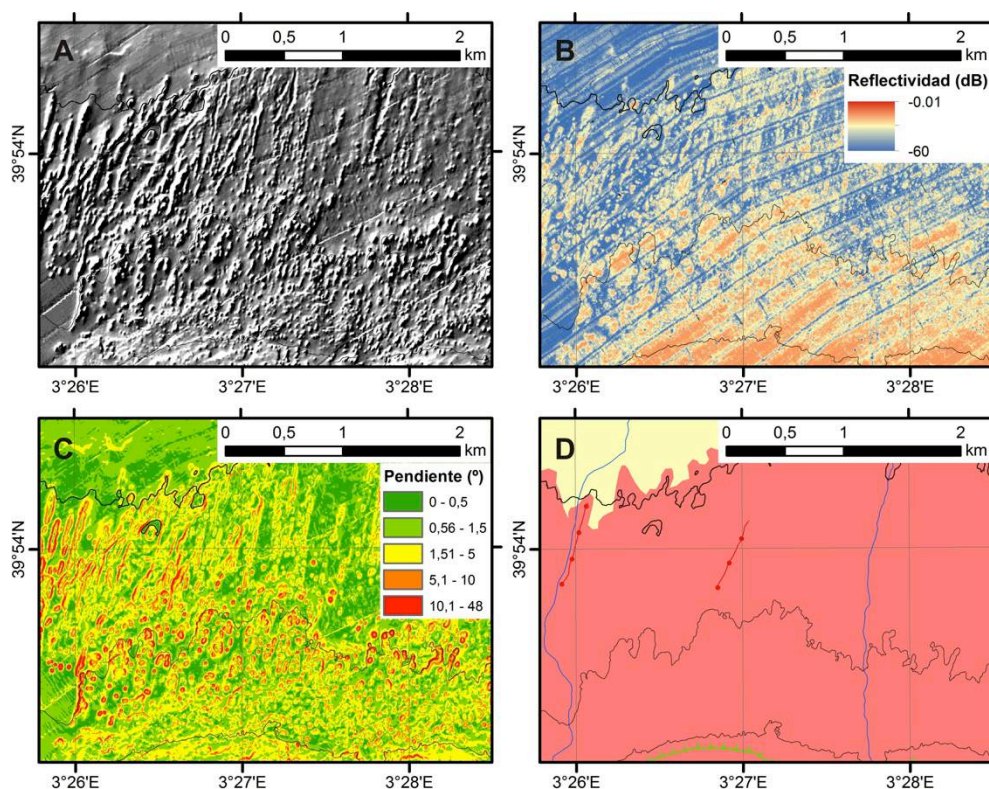 A
0 0,5 1 2
km
39°54'N
3°26'E 3°27'E 3°28'E
B
0 0,5 1 2
km
Reflectividad (dB)
-0.01
-60
39°54'N
3°26'E 3°27'E 3°28'E
C
0 0,5 1 2
km
Pendiente (º)
0 - 0,5
0,56 - 1,5
1,51 - 5
5,1 - 10
10,1 - 48
39°54'N
3°26'E 3°27'E 3°28'E
D
0 0,5 1 2
km
39°54'N
3°26'E 3°27'E 3°28'E